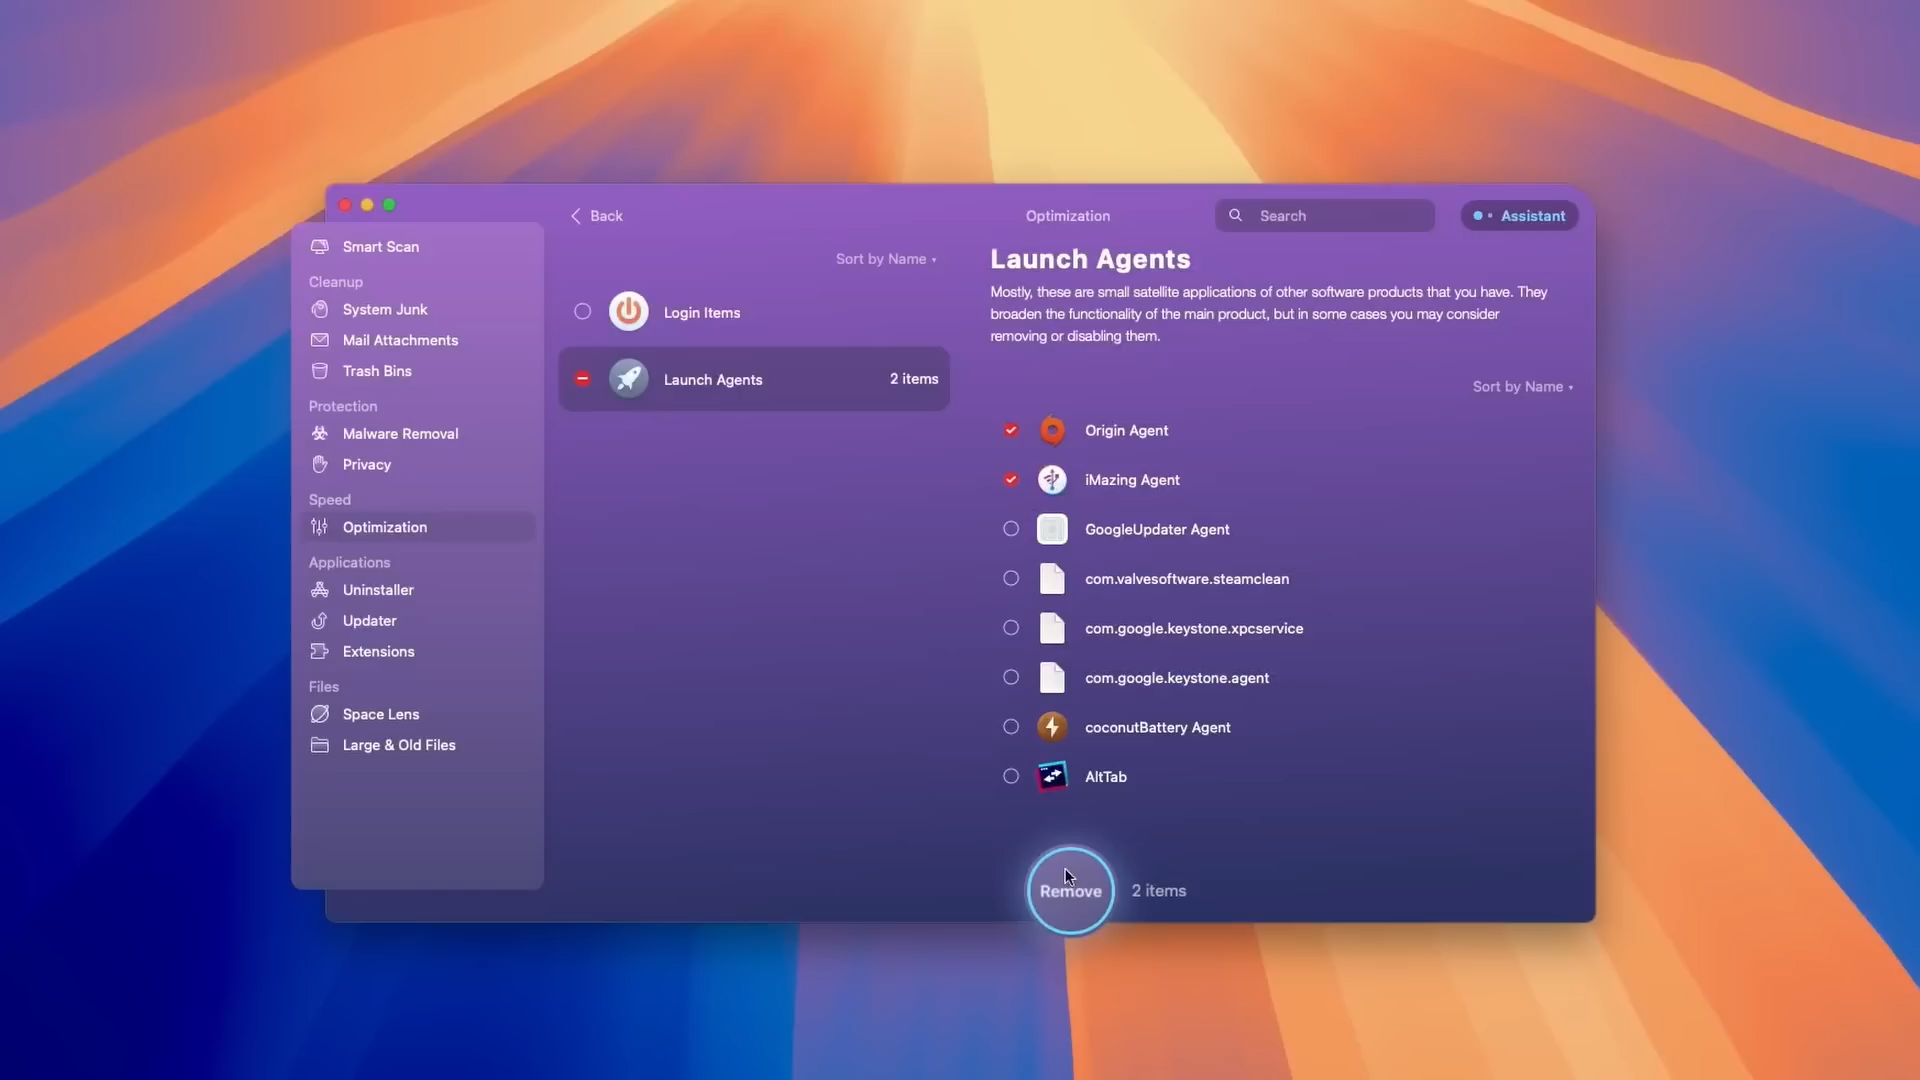 Smart Scan
Cleanup
System Junk
Mail Attachments
Trash Bins
Protection
Malware Removal
Privacy
Speed
Optimization
Applications
Uninstaller
Updater
Extensions
Files
Space Lens
Large & Old Files
Back
Sort by Name
Login Items
Launch Agents 2 items
Optimization
Search
Assistant
Launch Agents
Mostly, these are small satellite applications of other software products that you have. They
broaden the functionality of the main product, but in some cases you may consider
removing or disabling them.
Sort by Name
Origin Agent
iMazing Agent
GoogleUpdater Agent
com.valvesoftware.steamclean
com.google.keystone.xpcservice
com.google.keystone.agent
coconutBattery Agent
AltTab
Remove 2 items